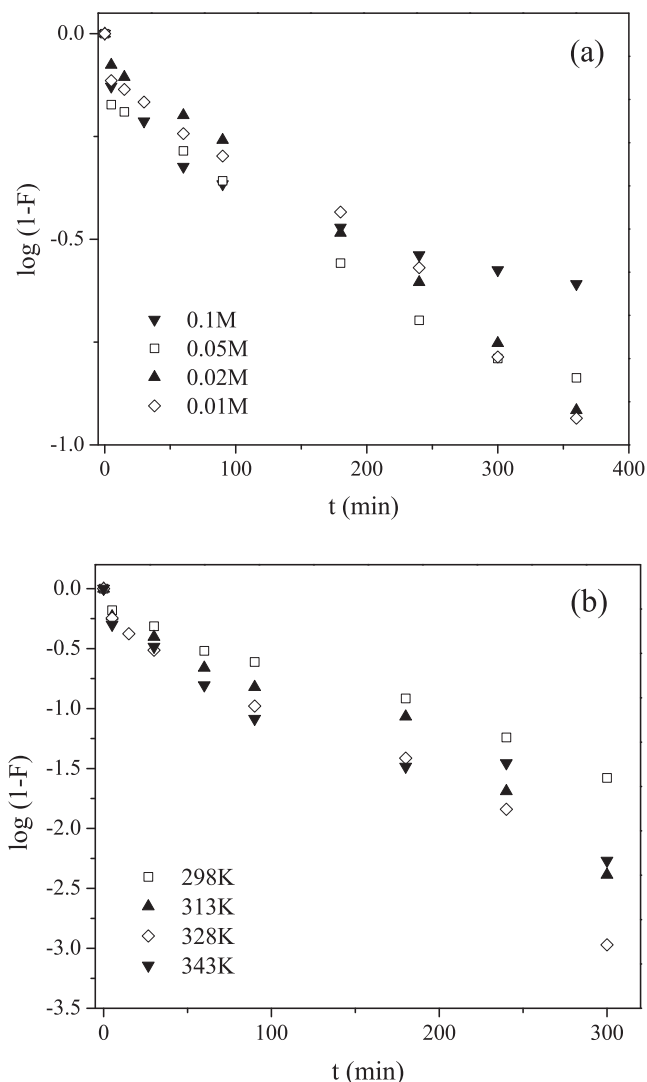 (a)
0.0
-0.5
-1.0
log (1-F)
0.1M
0.05M
0.02M
0.01M
0 100 200 300 400
t (min)
(b)
0.0
-0.5
-1.0
-1.5
-2.0
-2.5
-3.0
-3.5
log (1-F)
298K
313K
328K
343K
0 100 200 300
t (min)